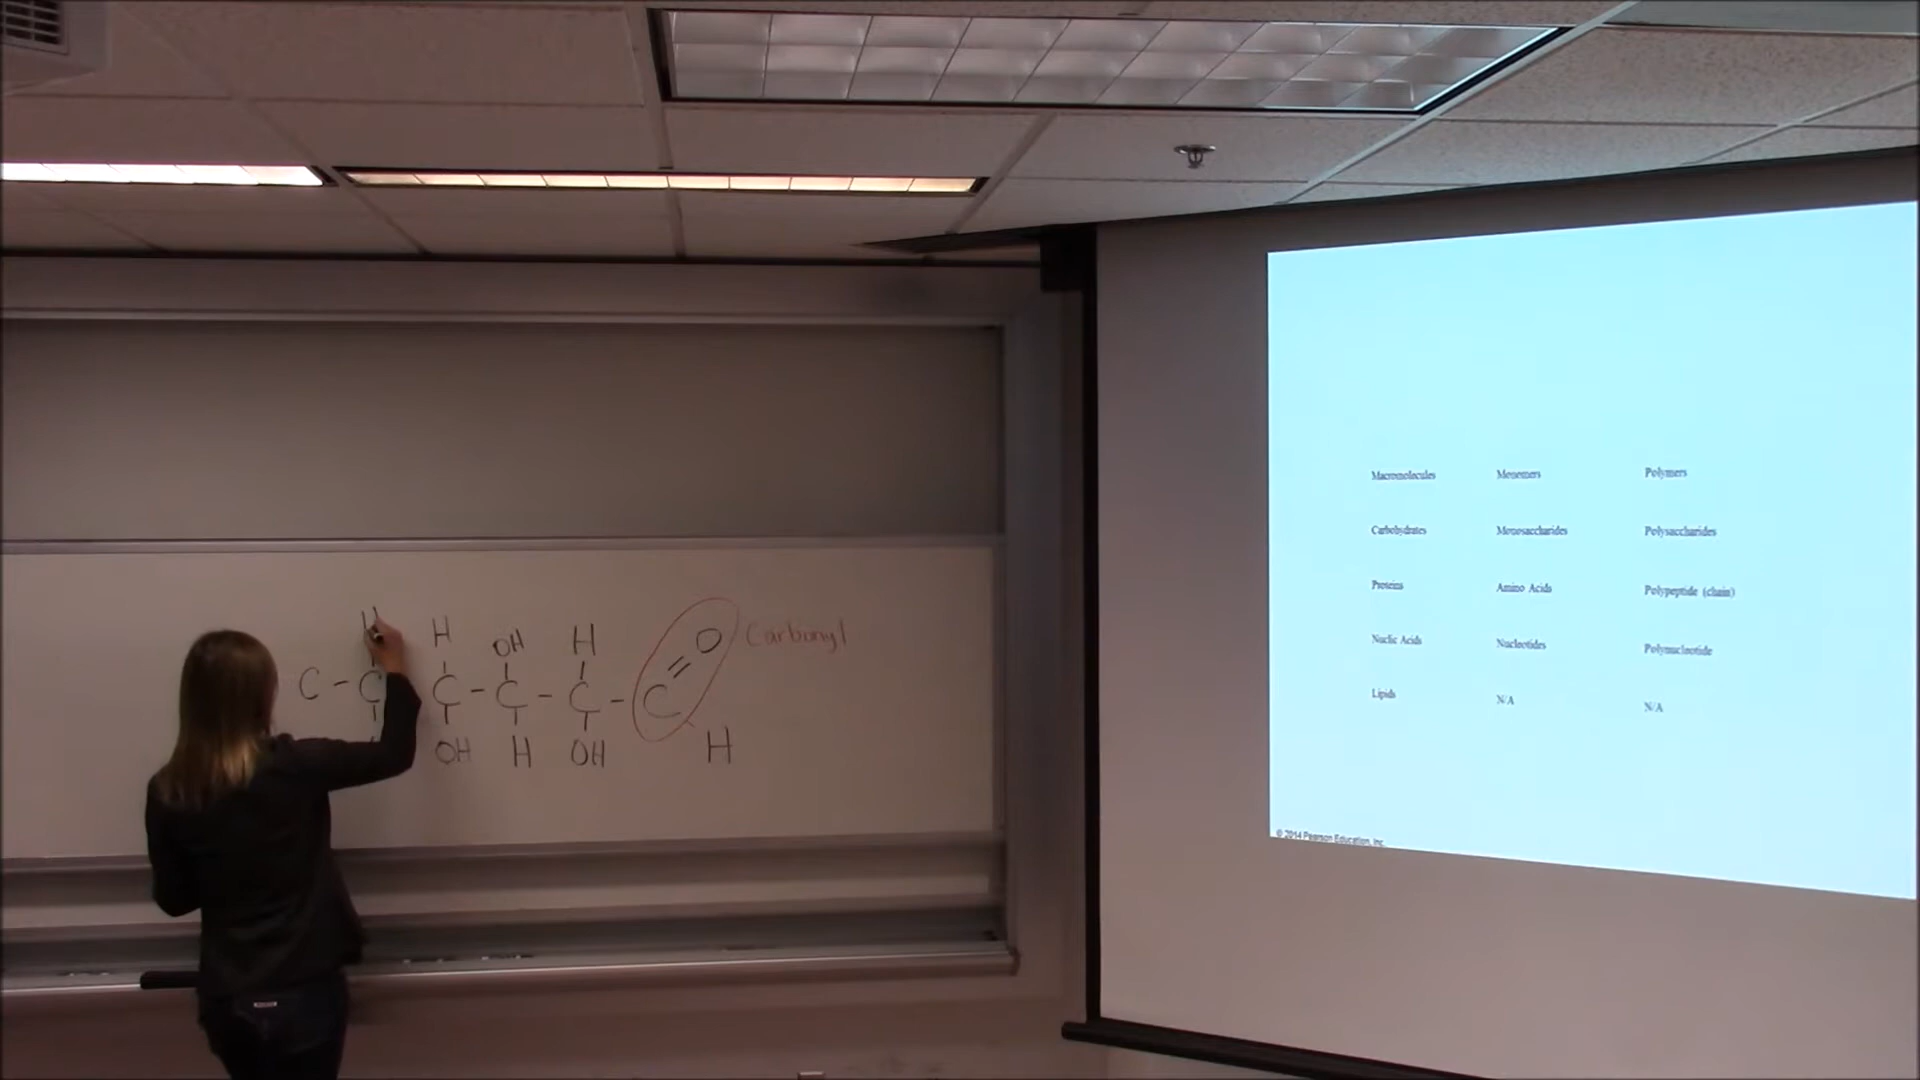 H H OH H O Carbonyl
C - C C - C - C - C
OH H OH H
Macromolecules Monomers Polymers
Carbohydrates Monosaccharides Polysaccharides
Proteins Amino Acids Polypeptide (chain)
Nuclic Acids Nucleotides Polynucleotide
Lipids N/A N/A
© 2014 Pearson Education, Inc.